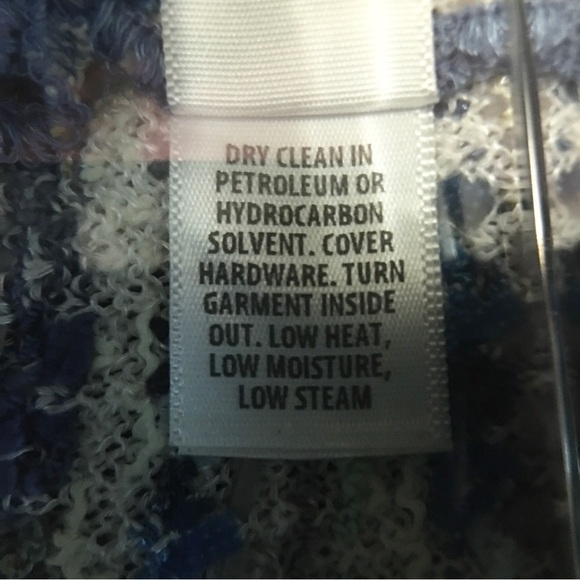 DRY CLEAN IN
PETROLEUM OR
HYDROCARBON
SOLVENT. COVER
HARDWARE. TURN
GARMENT INSIDE
OUT. LOW HEAT,
LOW MOISTURE,
LOW STEAM